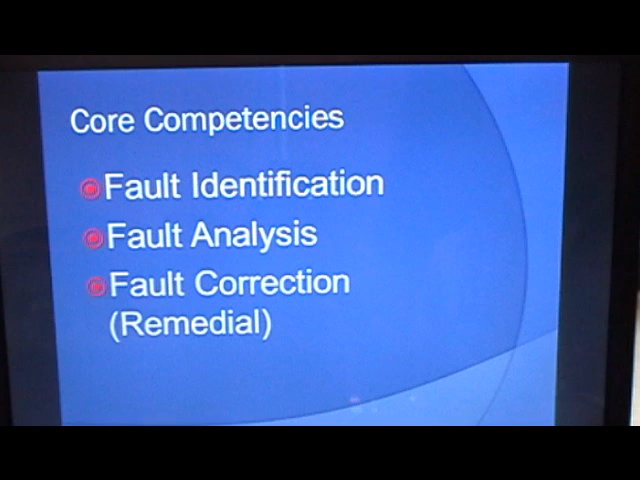 Core Competencies
Fault Identification
Fault Analysis
Fault Correction
(Remedial)